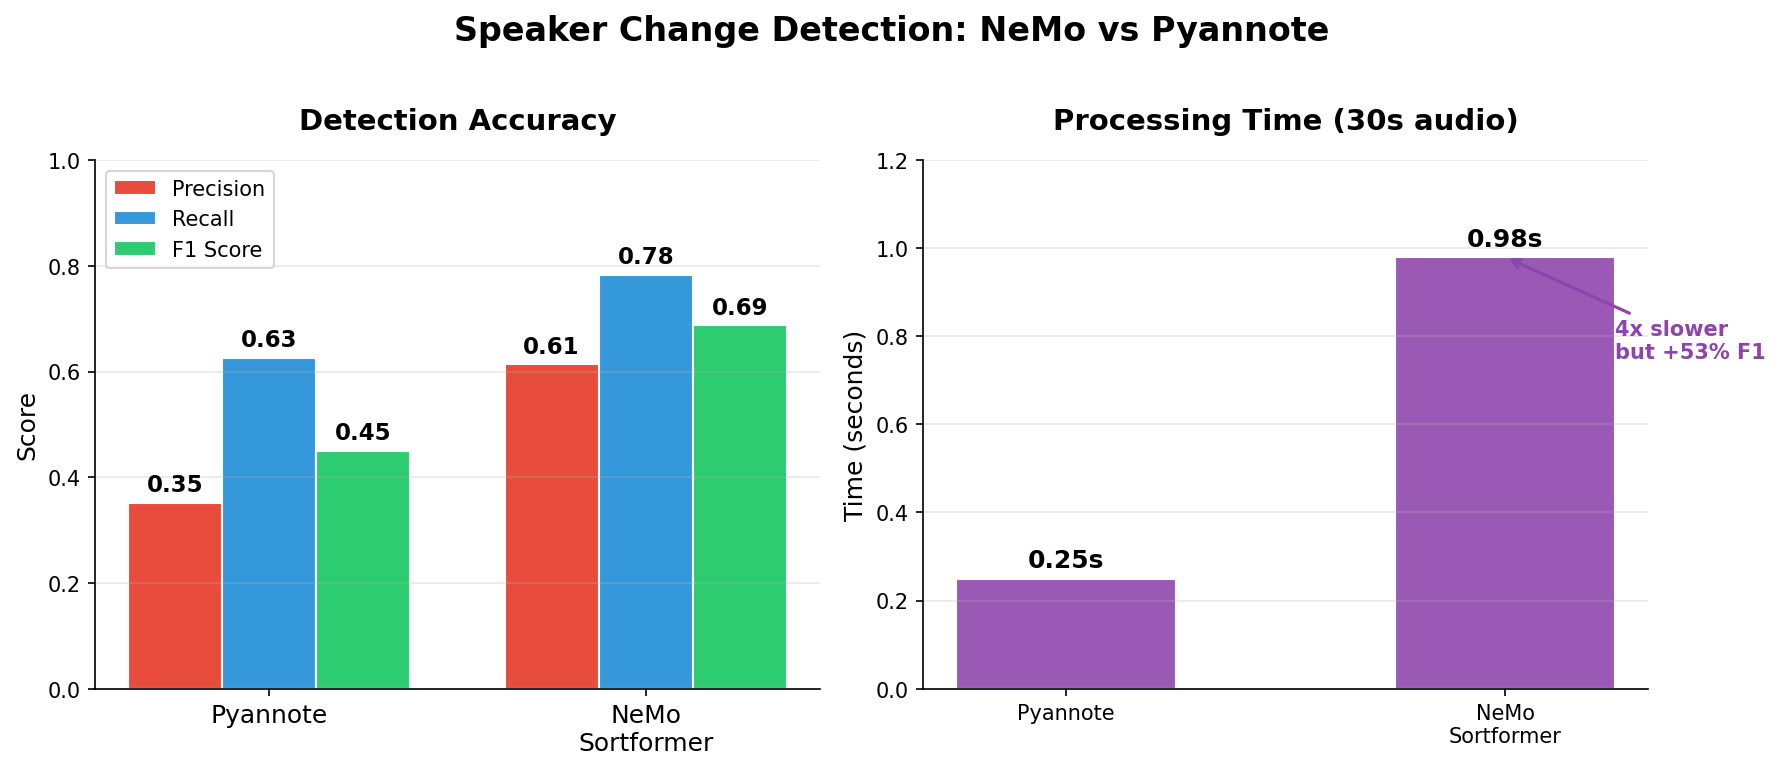 Speaker Change Detection: NeMo vs Pyannote
Detection Accuracy
1.0
0.8
0.6
0.4
0.2
0.0
Score
Precision
Recall
F1 Score
0.35
0.63
0.45
0.61
0.78
0.69
Pyannote
NeMo
Sortformer
Processing Time (30s audio)
1.2
1.0
0.8
0.6
0.4
0.2
0.0
Time (seconds)
0.25s
0.98s
4x slower
but +53% F1
Pyannote
NeMo
Sortformer